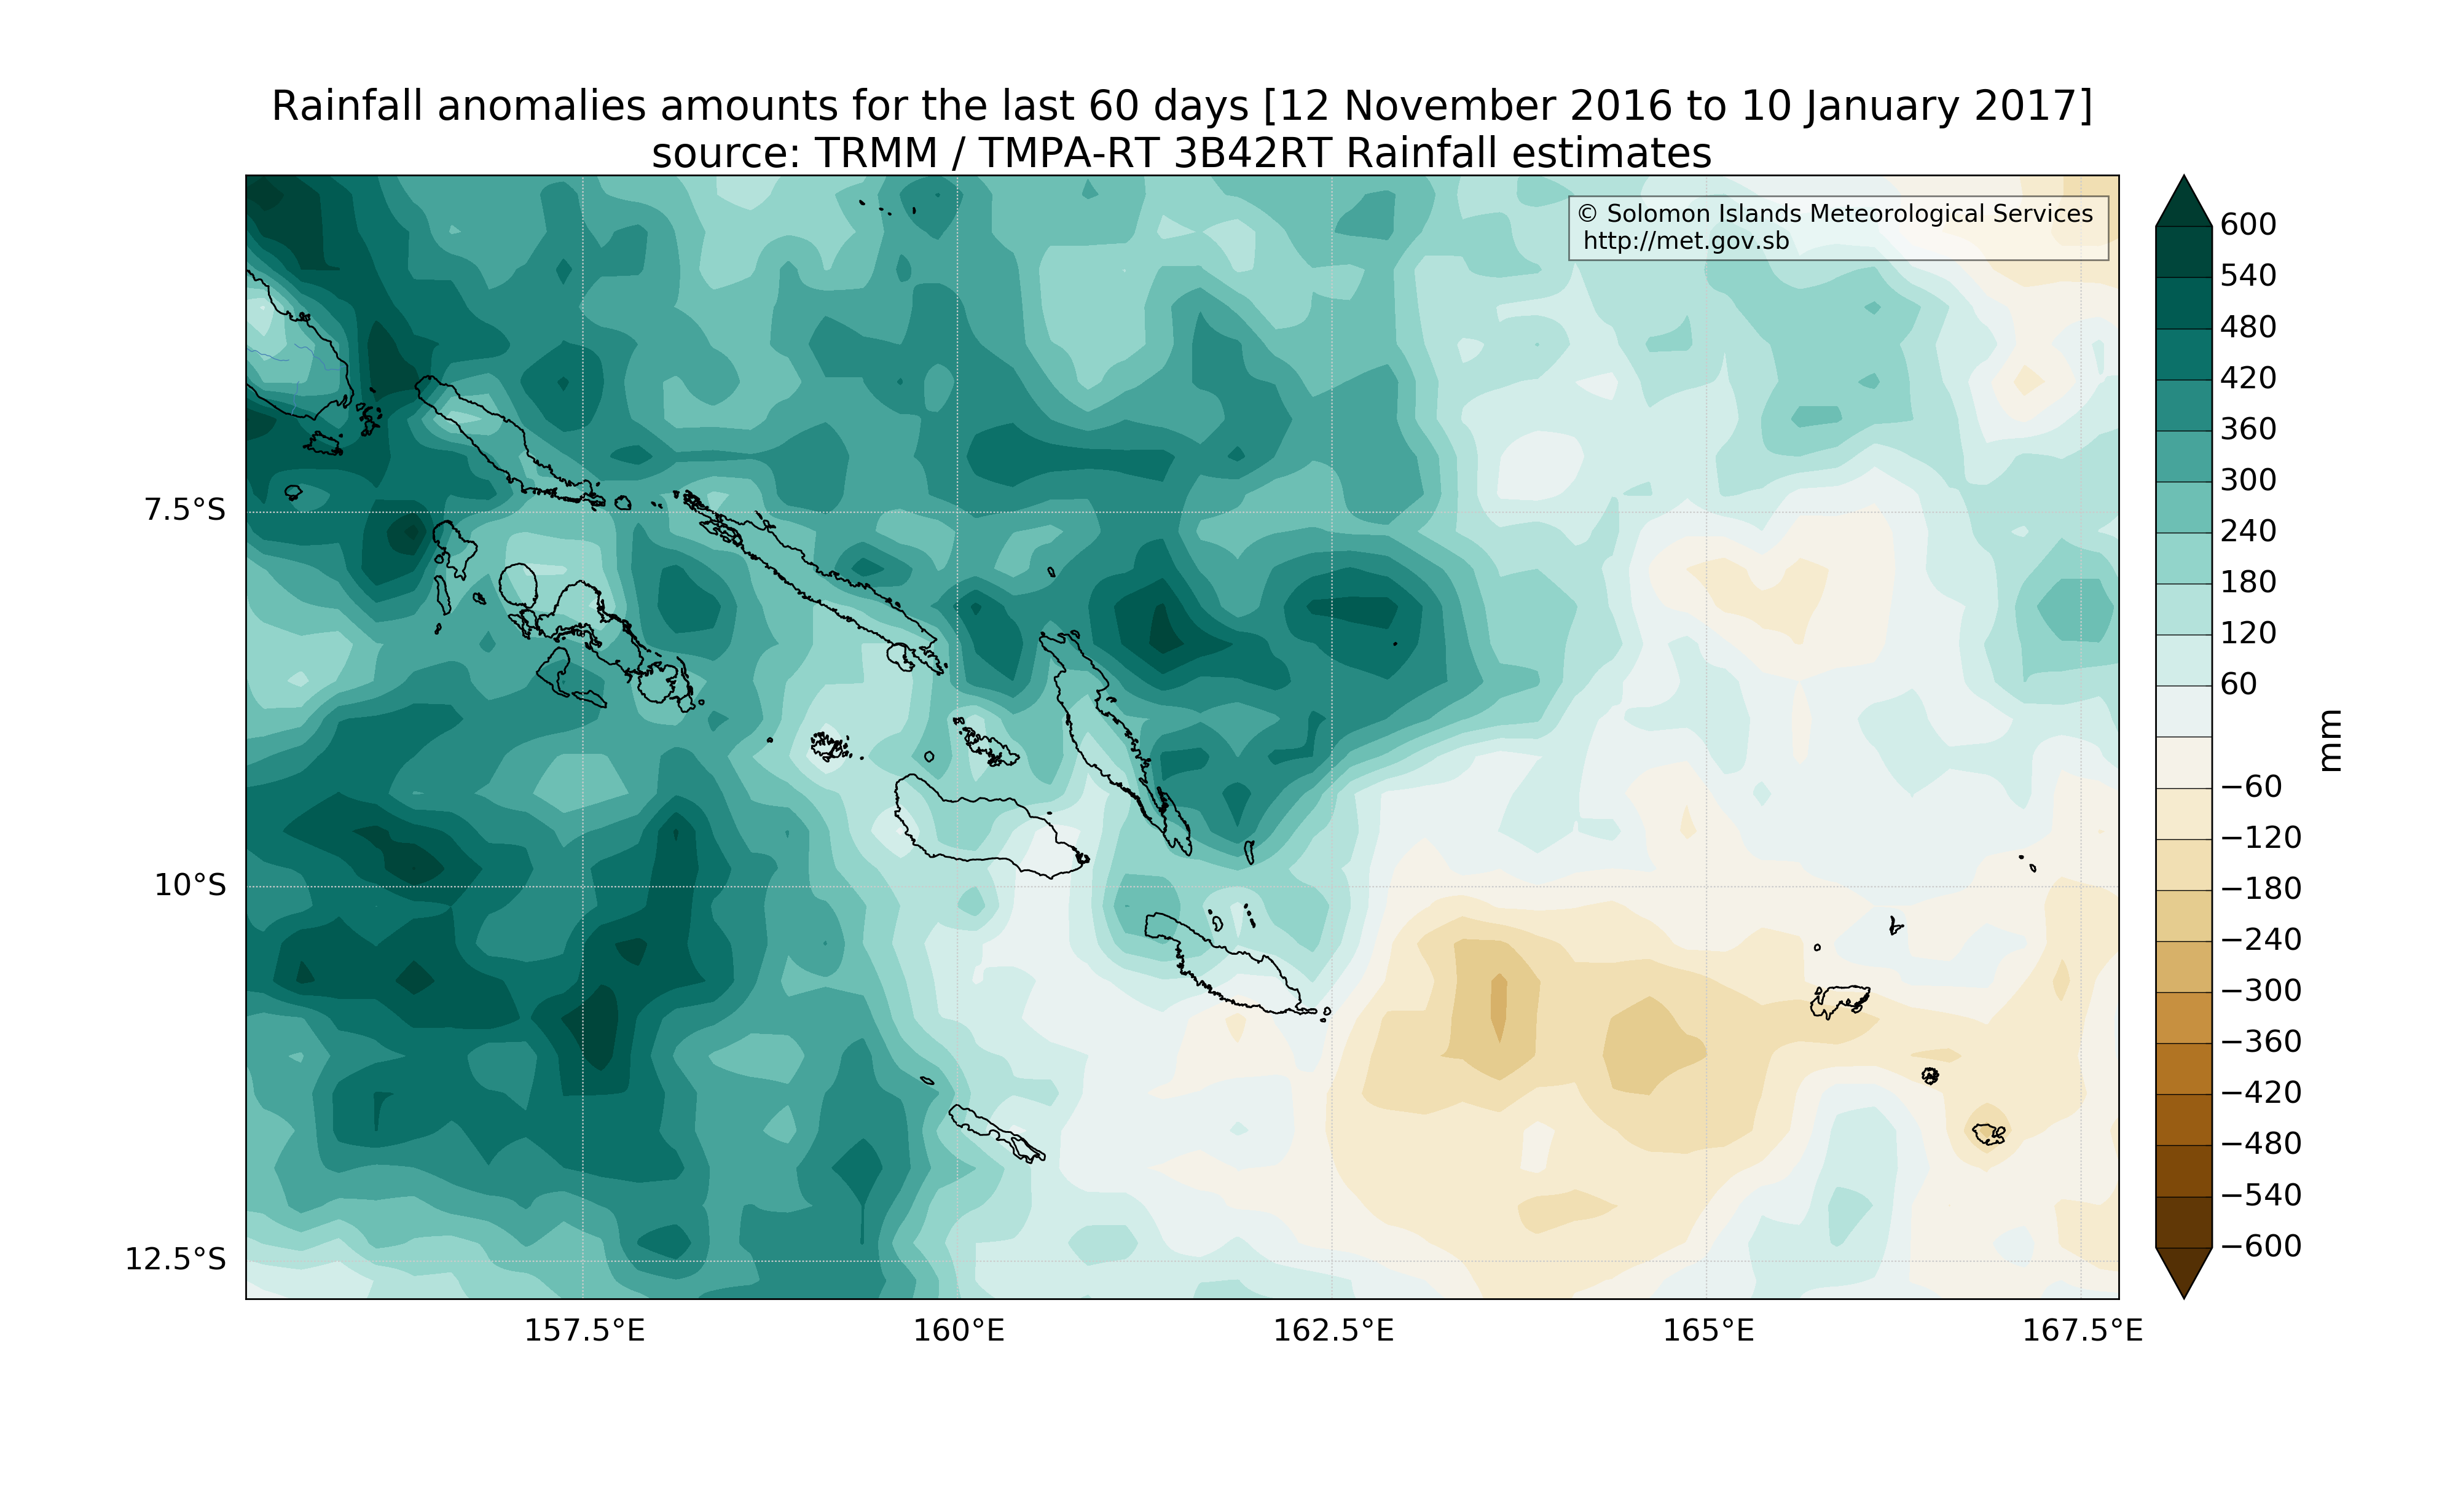 Rainfall anomalies amounts for the last 60 days [12 November 2016 to 10 January 2017]
source: TRMM / TMPA-RT 3B42RT Rainfall estimates
© Solomon Islands Meteorological Services
http://met.gov.sb
7.5°S
10°S
12.5°S
157.5°E
160°E
162.5°E
165°E
167.5°E
600
540
480
420
360
300
240
180
120
60
−60
−120
−180
−240
−300
−360
−420
−480
−540
−600
mm